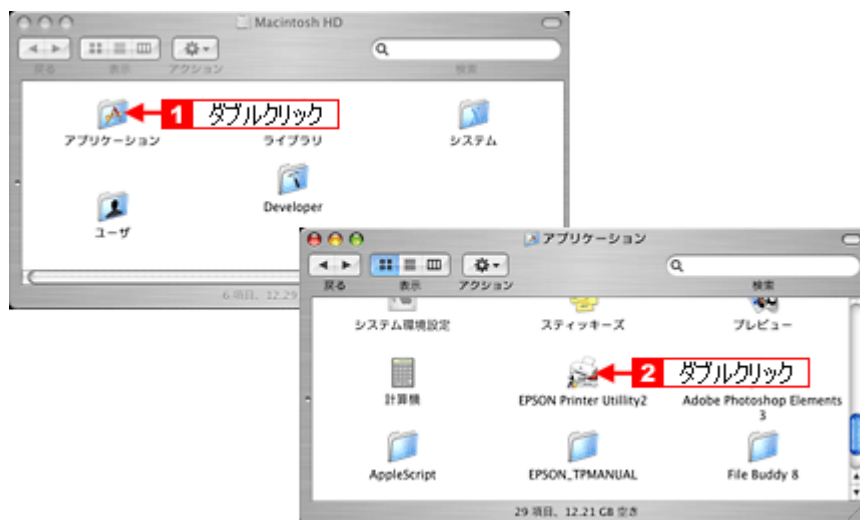 Macintosh HD
戻る 表示 アクション 検索
1 ダブルクリック
アプリケーション ライブラリ システム
ユーザ Developer
6 項目、12.29
アプリケーション
戻る 表示 アクション 検索
システム環境設定 スティッキーズ プレビュー
2 ダブルクリック
計算機 EPSON Printer Utillity2 Adobe Photoshop Elements 3
AppleScript EPSON_TPMANUAL File Buddy 8
29 項目、12.21 GB 空き